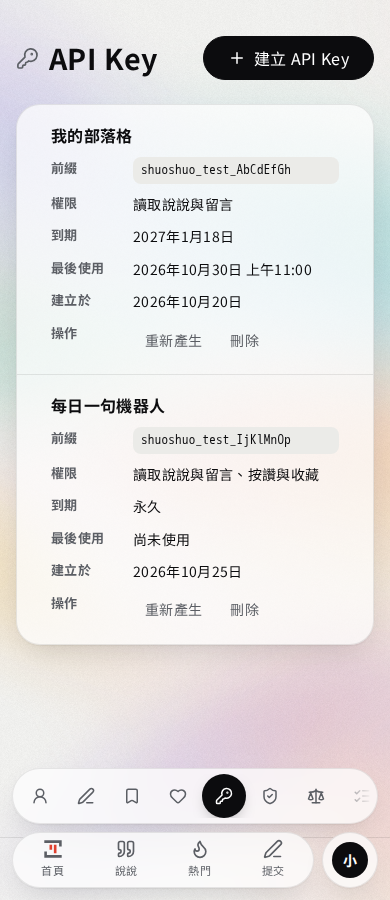 API Key
建立 API Key
我的部落格
前綴 shuoshuo_test_AbCdEfGh
權限 讀取說說與留言
到期 2027年1月18日
最後使用 2026年10月30日 上午11:00
建立於 2026年10月20日
操作 重新產生 刪除
每日一句機器人
前綴 shuoshuo_test_IjKlMnOp
權限 讀取說說與留言、按讚與收藏
到期 永久
最後使用 尚未使用
建立於 2026年10月25日
操作 重新產生 刪除
首頁 說說 熱門 提交 小